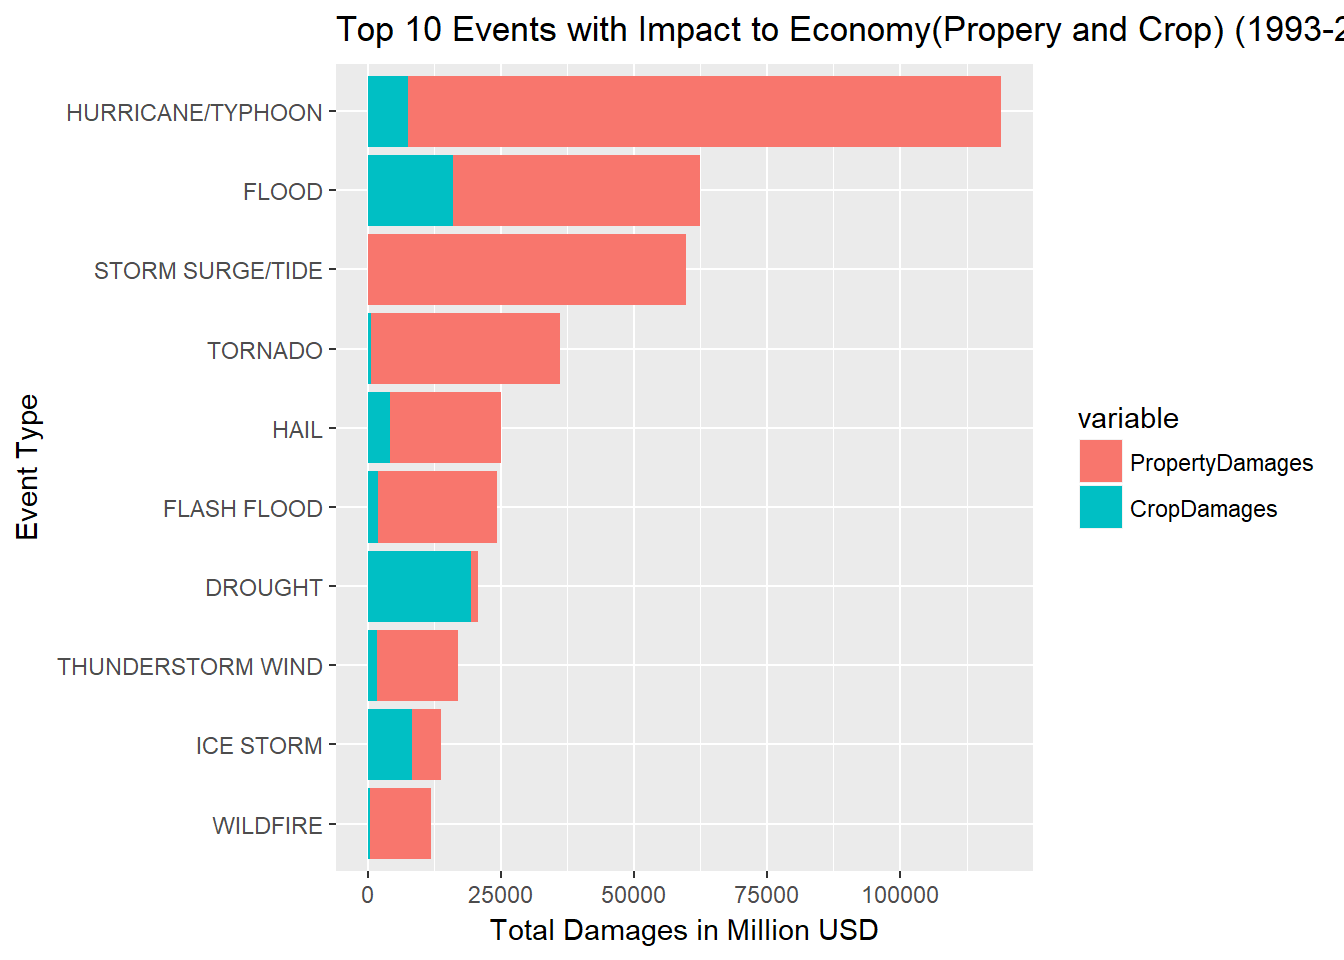 Top 10 Events with Impact to Economy(Propery and Crop) (1993-2
HURRICANE/TYPHOON
FLOOD
STORM SURGE/TIDE
TORNADO
HAIL
FLASH FLOOD
DROUGHT
THUNDERSTORM WIND
ICE STORM
WILDFIRE
Event Type
0 25000 50000 75000 100000
Total Damages in Million USD
variable
PropertyDamages
CropDamages